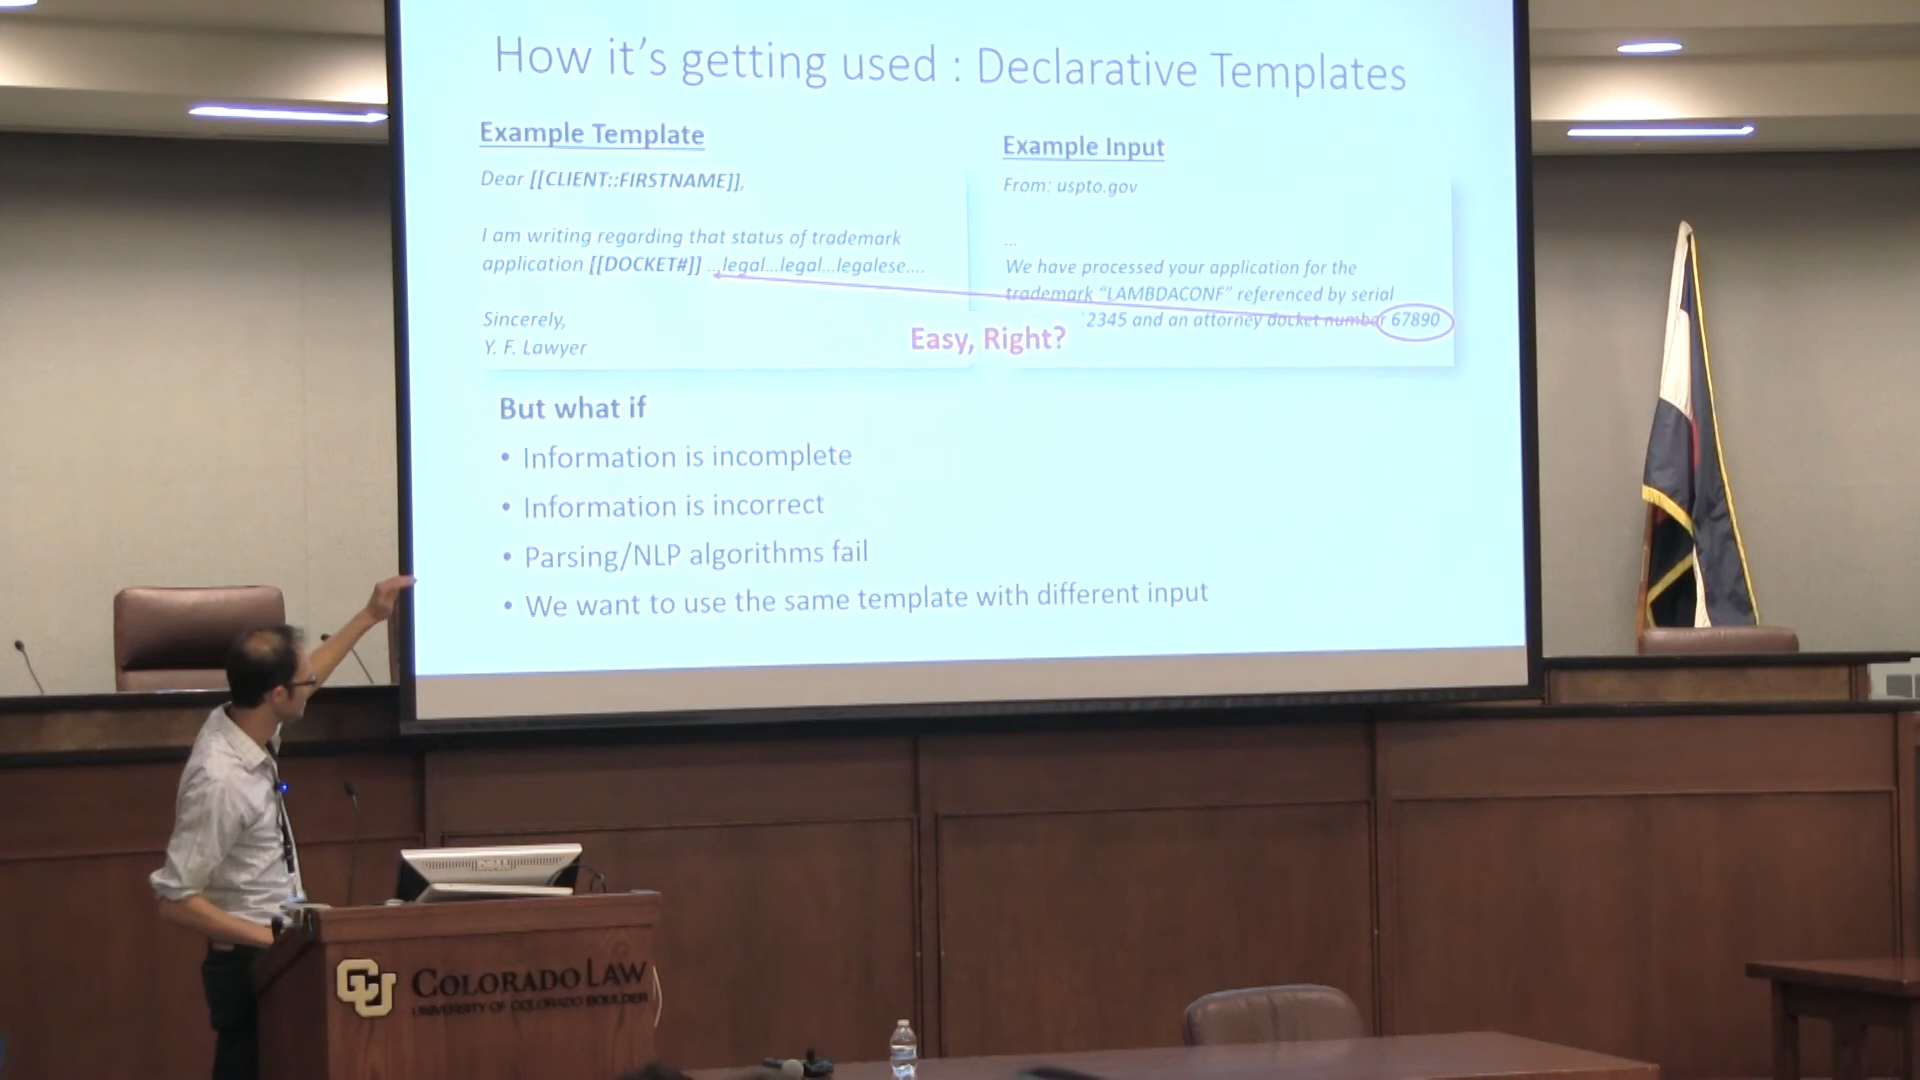 How it's getting used : Declarative Templates
Example Template
Dear [[CLIENT::FIRSTNAME]],
I am writing regarding that status of trademark
application [[DOCKET#]] ...legal...legal...legalese....
Sincerely,
Y. F. Lawyer
Example Input
From: uspto.gov
...
We have processed your application for the
trademark "LAMBDACONF" referenced by serial
2345 and an attorney docket number 67890
Easy, Right?
But what if
• Information is incomplete
• Information is incorrect
• Parsing/NLP algorithms fail
• We want to use the same template with different input
CU COLORADO LAW
UNIVERSITY OF COLORADO BOULDER